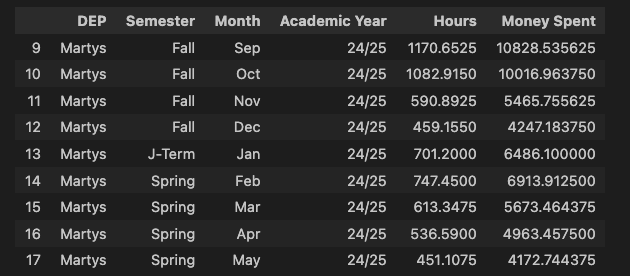 DEP Semester Month Academic Year Hours Money Spent
9 Martys Fall Sep 24/25 1170.6525 10828.535625
10 Martys Fall Oct 24/25 1082.9150 10016.963750
11 Martys Fall Nov 24/25 590.8925 5465.755625
12 Martys Fall Dec 24/25 459.1550 4247.183750
13 Martys J-Term Jan 24/25 701.2000 6486.100000
14 Martys Spring Feb 24/25 747.4500 6913.912500
15 Martys Spring Mar 24/25 613.3475 5673.464375
16 Martys Spring Apr 24/25 536.5900 4963.457500
17 Martys Spring May 24/25 451.1075 4172.744375